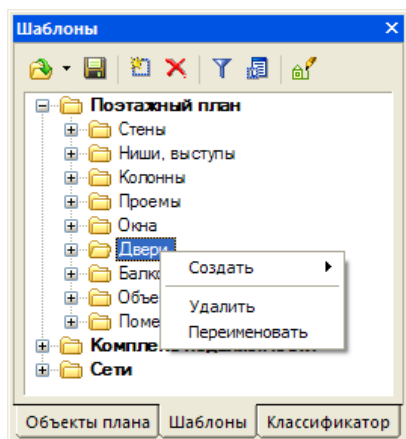 Шаблоны
Поэтажный план
Стены
Ниши, выступы
Колонны
Проемы
Окна
Двери
Создать
Удалить
Переименовать
Сети
Объекты плана Шаблоны Классификатор